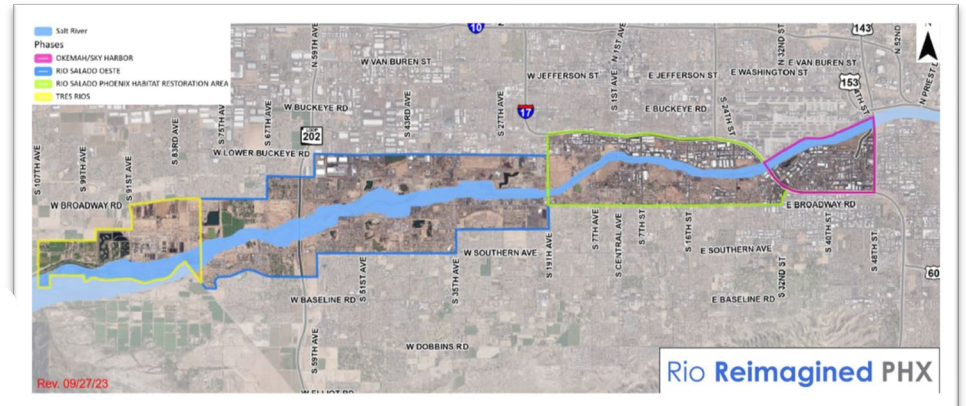 Salt River
Phases
OKEMAH/SKY HARBOR
RIO SALADO OESTE
RIO SALADO PHOENIX HABITAT RESTORATION AREA
TRES RIOS
N 59TH AVE
10
N 1ST AVE
N 32ND ST
143
N 52ND
W VAN BUREN ST
E VAN BUREN ST
W JEFFERSON ST
E JEFFERSON ST
E WASHINGTON ST
153
N PRIEST D
W BUCKEYE RD
E BUCKEYE RD
17
202
S 107TH AVE
S 99TH AVE
S 91ST AVE
S 83RD AVE
S 75TH AVE
S 67TH AVE
S 43RD AVE
S 27TH AVE
S 1ST AVE
S 24TH ST
W LOWER BUCKEYE RD
W BROADWAY RD
E BROADWAY RD
S 51ST AVE
S 35TH AVE
W SOUTHERN AVE
S 19TH AVE
S 7TH AVE
S CENTRAL AVE
S 7TH ST
S 16TH ST
E SOUTHERN AVE
S 32ND ST
S 40TH ST
S 48TH ST
60
W BASELINE RD
E BASELINE RD
S 59TH AVE
W DOBBINS RD
W ELLIOT RD
Rev. 09/27/23
Rio Reimagined PHX